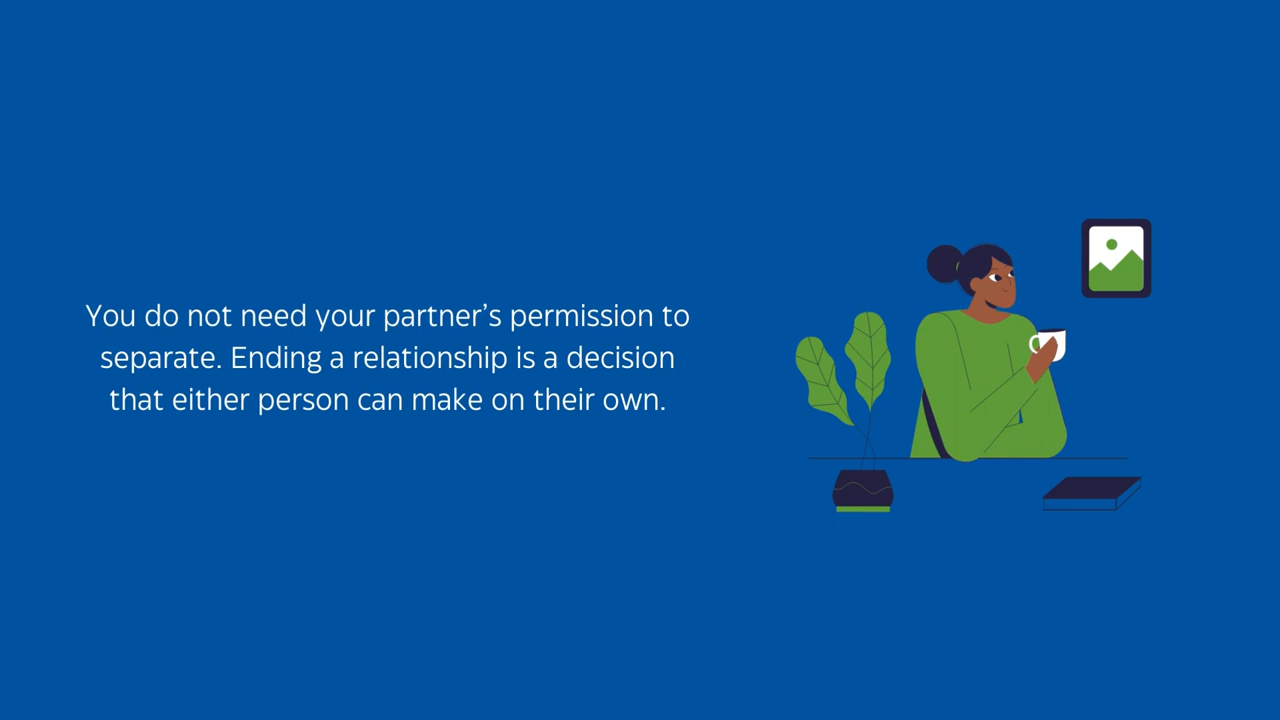 You do not need your partner’s permission to
separate. Ending a relationship is a decision
that either person can make on their own.